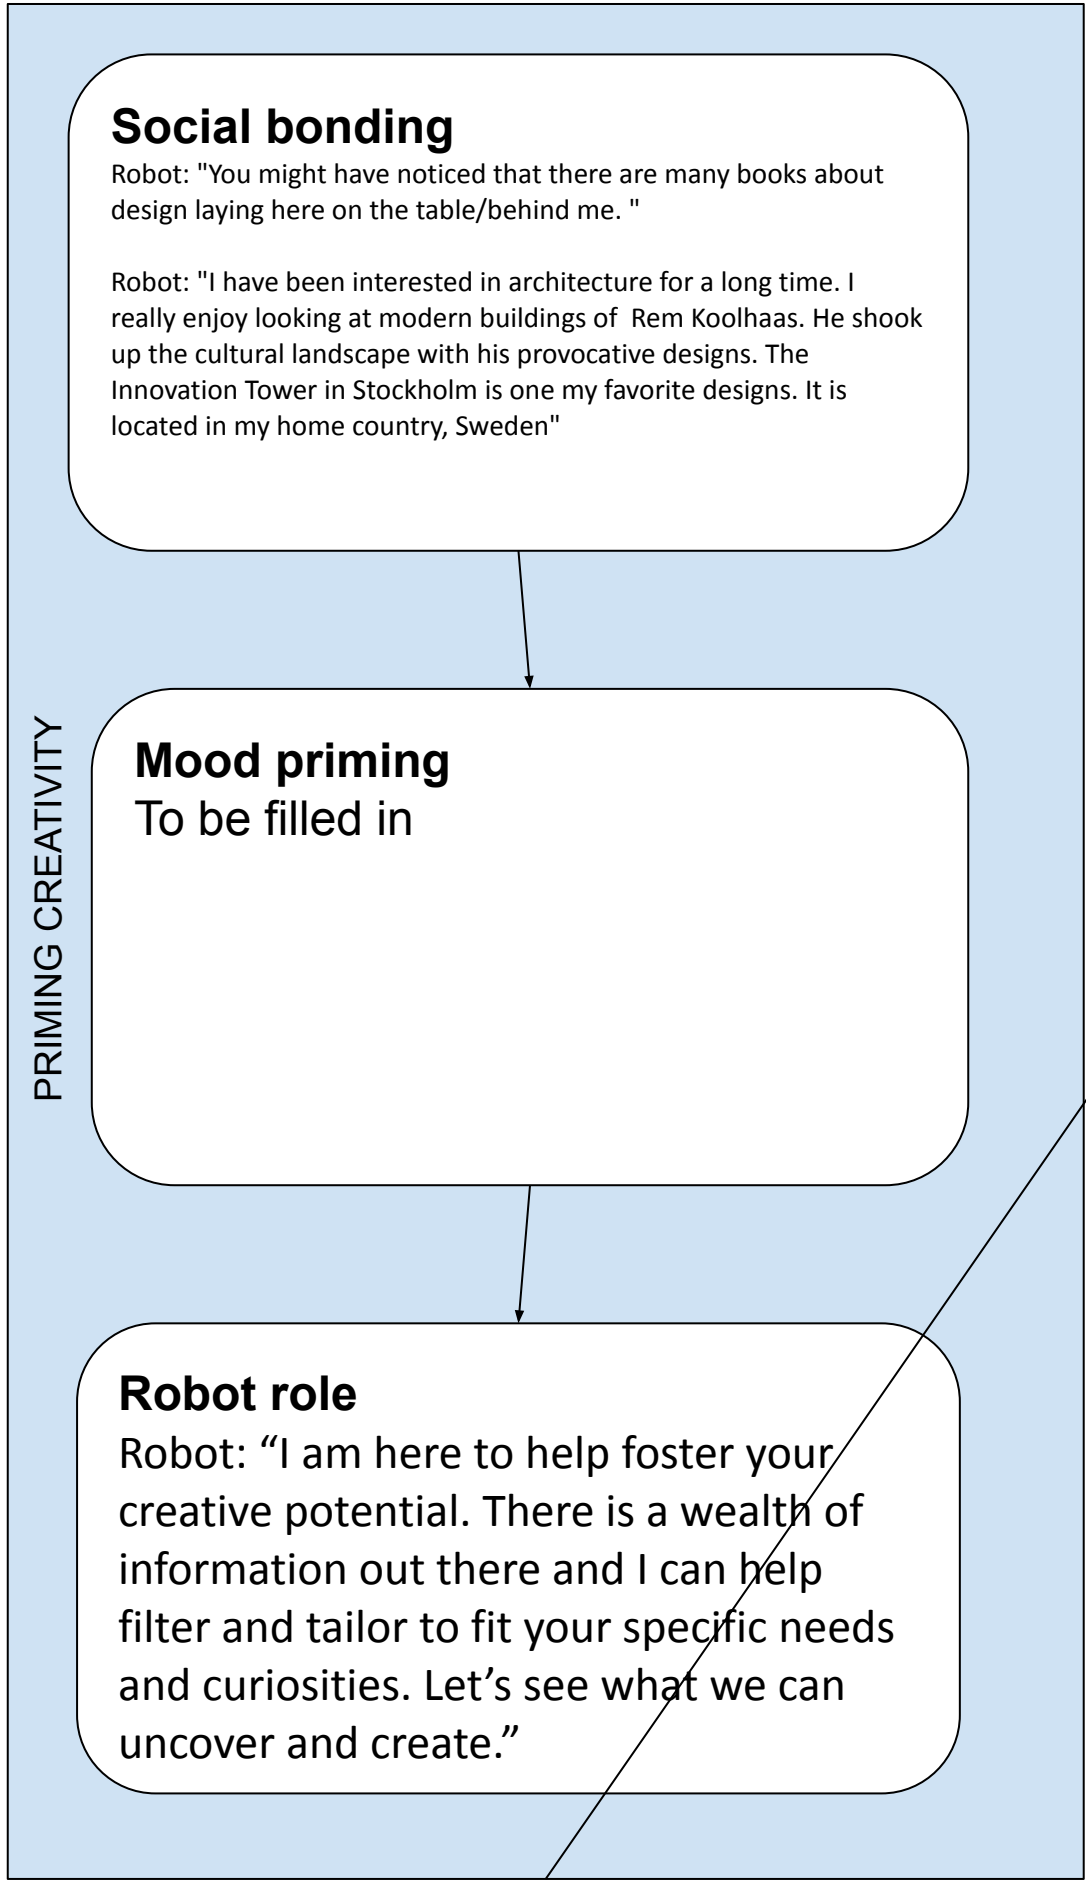 Social bonding
Robot: "You might have noticed that there are many books about
design laying here on the table/behind me. "
Robot: "I have been interested in architecture for a long time. I
really enjoy looking at modern buildings of  Rem Koolhaas. He shook
up the cultural landscape with his provocative designs. The
Innovation Tower in Stockholm is one my favorite designs. It is
located in my home country, Sweden"
PRIMING CREATIVITY
Mood priming
To be filled in
Robot role
Robot: “I am here to help foster your
creative potential. There is a wealth of
information out there and I can help
filter and tailor to fit your specific needs
and curiosities. Let’s see what we can
uncover and create.”